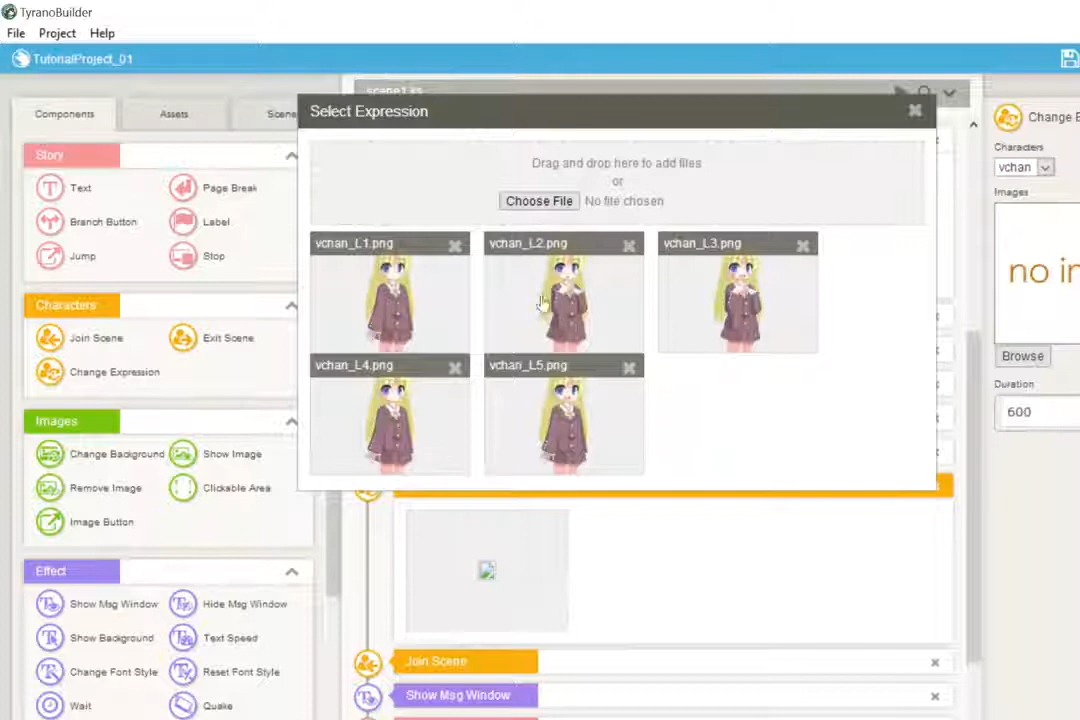 TyranoBuilder
File Project Help
TutorialProject_01
Components Assets Scene
Story
Text Page Break
Branch Button Label
Jump Stop
Characters
Join Scene Exit Scene
Change Expression
Images
Change Background Show Image
Remove Image Clickable Area
Image Button
Effect
Show Msg Window Hide Msg Window
Show Background Text Speed
Change Font Style Reset Font Style
Wait Quake
scene1.ks
Select Expression
Drag and drop here to add files
or
Choose File No file chosen
vchan_L1.png vchan_L2.png vchan_L3.png
vchan_L4.png vchan_L5.png
Join Scene
Show Msg Window
Change E
Characters
vchan
Images
no i
Browse
Duration
600